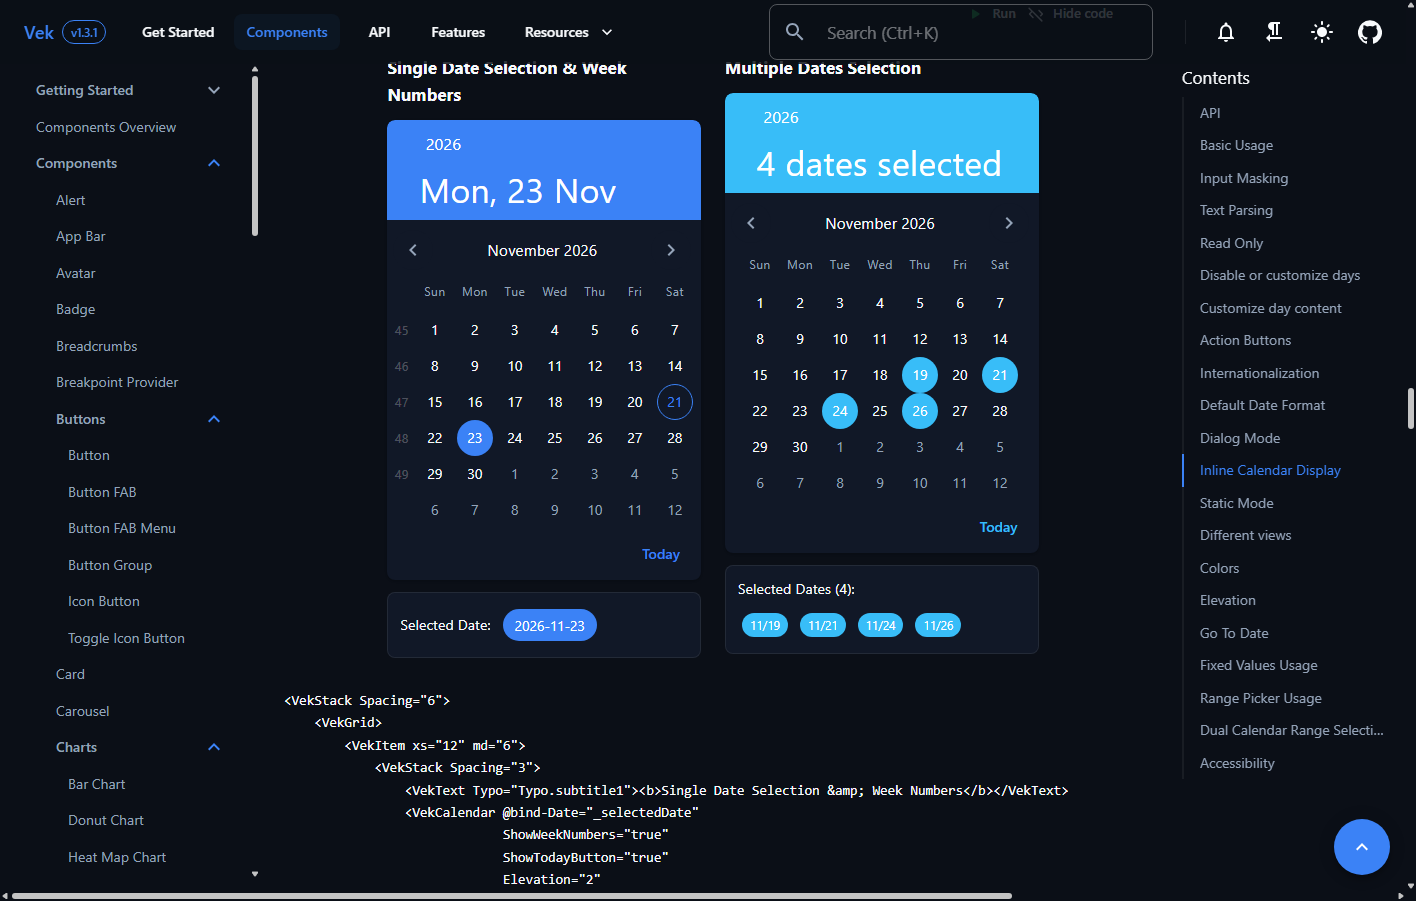 Vek v1.3.1 Get Started Components API Features Resources Search (Ctrl+K) Run Hide code
Getting Started
Components Overview
Components
Alert
App Bar
Avatar
Badge
Breadcrumbs
Breakpoint Provider
Buttons
Button
Button FAB
Button FAB Menu
Button Group
Icon Button
Toggle Icon Button
Card
Carousel
Charts
Bar Chart
Donut Chart
Heat Map Chart
Single Date Selection & Week
Numbers
2026
Mon, 23 Nov
November 2026
Sun Mon Tue Wed Thu Fri Sat
45 1 2 3 4 5 6 7
46 8 9 10 11 12 13 14
47 15 16 17 18 19 20 21
48 22 23 24 25 26 27 28
49 29 30 1 2 3 4 5
6 7 8 9 10 11 12
Today
Selected Date: 2026-11-23
Multiple Dates Selection
2026
4 dates selected
November 2026
Sun Mon Tue Wed Thu Fri Sat
1 2 3 4 5 6 7
8 9 10 11 12 13 14
15 16 17 18 19 20 21
22 23 24 25 26 27 28
29 30 1 2 3 4 5
6 7 8 9 10 11 12
Today
Selected Dates (4):
11/19 11/21 11/24 11/26
<VekStack Spacing="6">
<VekGrid>
<VekItem xs="12" md="6">
<VekStack Spacing="3">
<VekText Typo="Typo.subtitle1"><b>Single Date Selection &amp; Week Numbers</b></VekText>
<VekCalendar @bind-Date="_selectedDate"
ShowWeekNumbers="true"
ShowTodayButton="true"
Elevation="2"
Contents
API
Basic Usage
Input Masking
Text Parsing
Read Only
Disable or customize days
Customize day content
Action Buttons
Internationalization
Default Date Format
Dialog Mode
Inline Calendar Display
Static Mode
Different views
Colors
Elevation
Go To Date
Fixed Values Usage
Range Picker Usage
Dual Calendar Range Selecti...
Accessibility